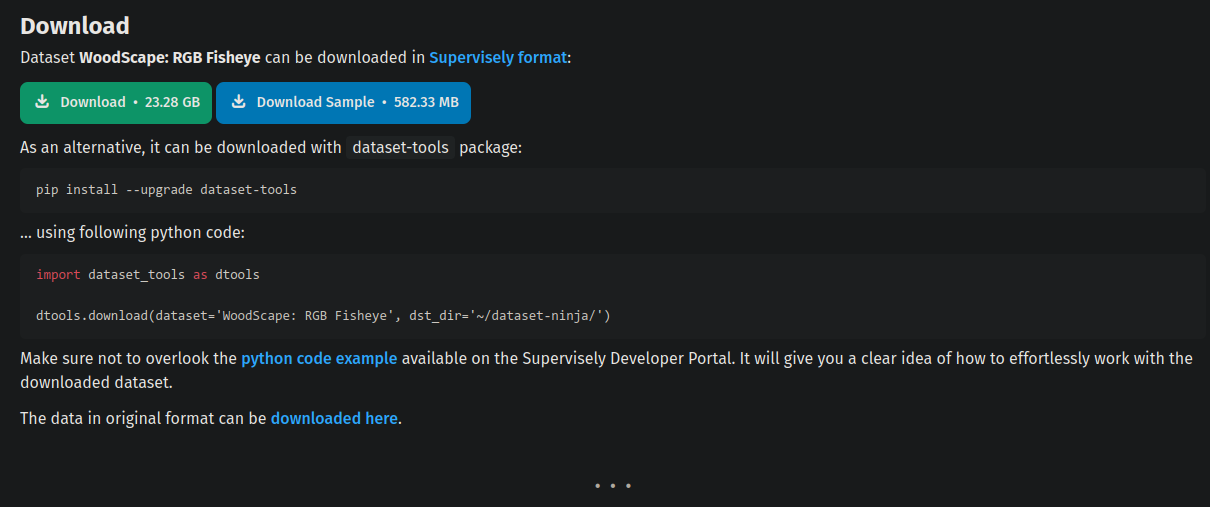 Download
Dataset WoodScape: RGB Fisheye can be downloaded in Supervisely format:
Download • 23.28 GB
Download Sample • 582.33 MB
As an alternative, it can be downloaded with dataset-tools package:
pip install --upgrade dataset-tools
... using following python code:
import dataset_tools as dtools
dtools.download(dataset='WoodScape: RGB Fisheye', dst_dir='~/dataset-ninja/')
Make sure not to overlook the python code example available on the Supervisely Developer Portal. It will give you a clear idea of how to effortlessly work with the
downloaded dataset.
The data in original format can be downloaded here.
• • •